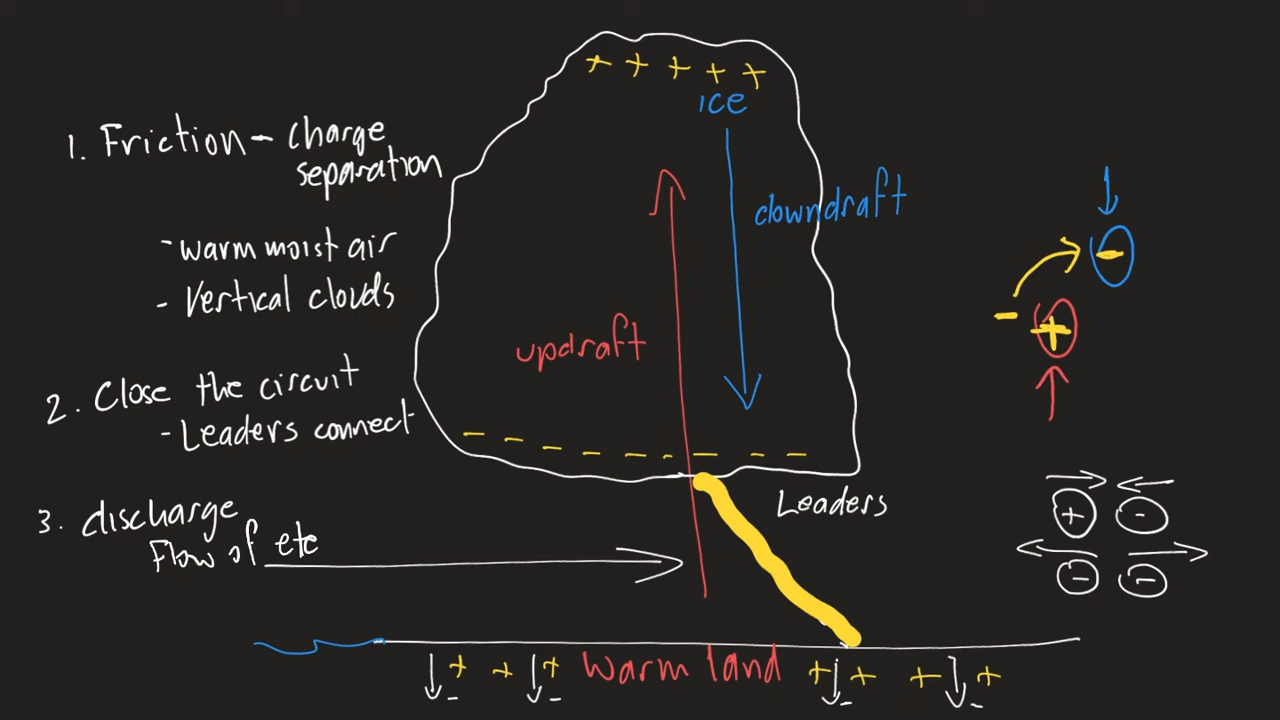 1. Friction - charge
separation
- warm moist air
- Vertical clouds
2. Close the circuit
- Leaders connect
3. discharge
flow of etc
+ + + + +
ice
downdraft
updraft
- - - - - - - -
Leaders
-
- +
+ -
- -
+ + + warm land + + + +
- - - -